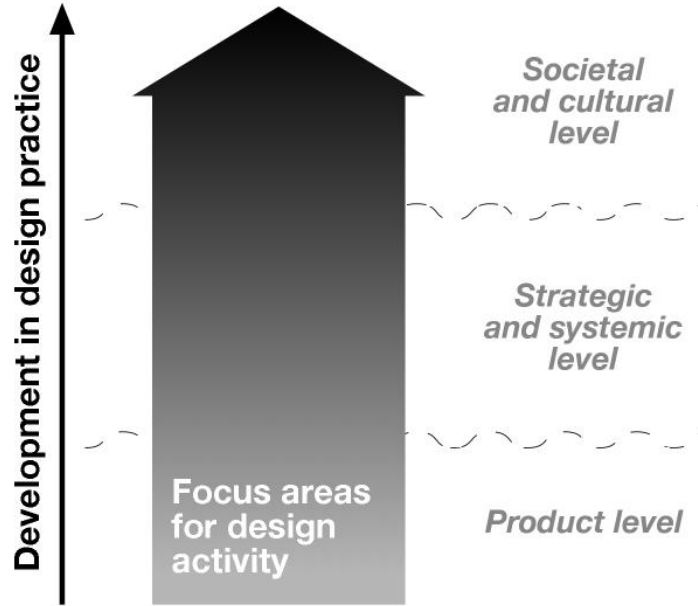 Development in design practice
Societal
and cultural
level
Strategic
and systemic
level
Focus areas
for design
activity
Product level